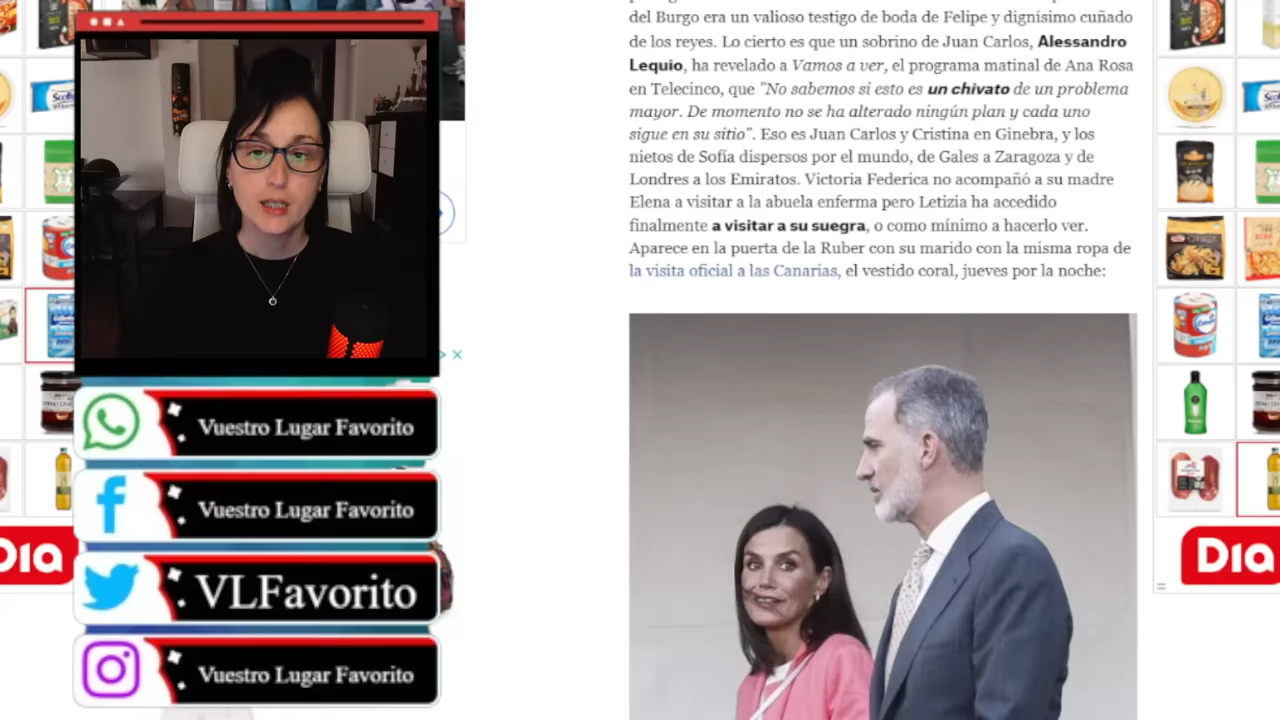 del Burgo era un valioso testigo de boda de Felipe y dignísimo cuñado
de los reyes. Lo cierto es que un sobrino de Juan Carlos, Alessandro
Lequio, ha revelado a Vamos a ver, el programa matinal de Ana Rosa
en Telecinco, que "No sabemos si esto es un chivato de un problema
mayor. De momento no se ha alterado ningún plan y cada uno
sigue en su sitio". Eso es Juan Carlos y Cristina en Ginebra, y los
nietos de Sofía dispersos por el mundo, de Gales a Zaragoza y de
Londres a los Emiratos. Victoria Federica no acompañó a su madre
Elena a visitar a la abuela enferma pero Letizia ha accedido
finalmente a visitar a su suegra, o como mínimo a hacerlo ver.
Aparece en la puerta de la Ruber con su marido con la misma ropa de
la visita oficial a las Canarias, el vestido coral, jueves por la noche:
Vuestro Lugar Favorito
Vuestro Lugar Favorito
VLFavorito
Vuestro Lugar Favorito
Dia
Dia